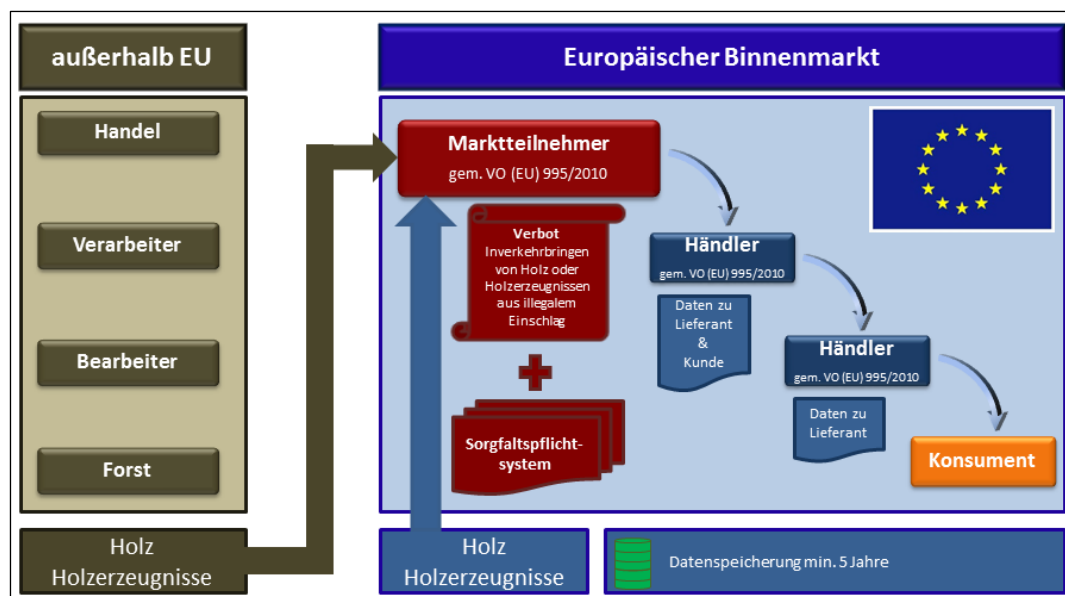 außerhalb EU
Handel
Verarbeiter
Bearbeiter
Forst
Holz
Holzerzeugnisse
Europäischer Binnenmarkt
Marktteilnehmer
gem. VO (EU) 995/2010
Verbot
Inverkehrbringen
von Holz oder
Holzerzeugnissen
aus illegalem
Einschlag
Sorgfaltspflicht-
system
Händler
gem. VO (EU) 995/2010
Daten zu
Lieferant
&
Kunde
Händler
gem. VO (EU) 995/2010
Daten zu
Lieferant
Konsument
Holz
Holzerzeugnisse
Datenspeicherung min. 5 Jahre